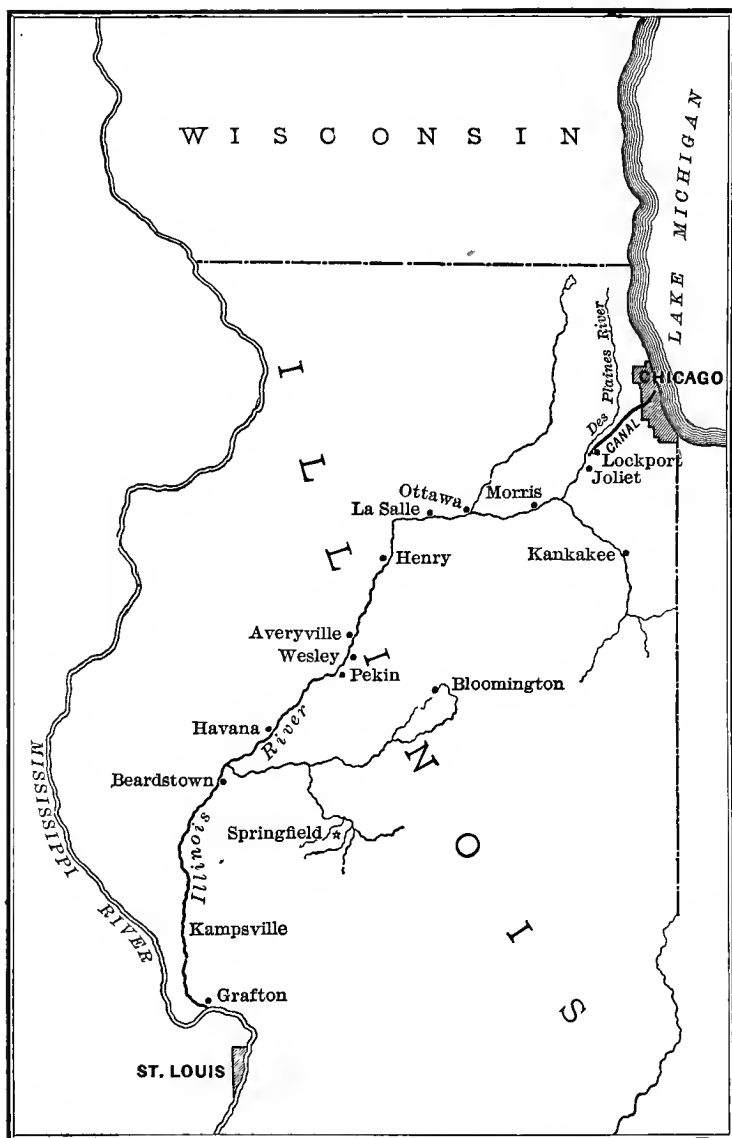 WISCONSIN
LAKE MICHIGAN
ILLINOIS
Des Plaines River
CHICAGO
CANAL
Lockport
Joliet
Ottawa
Morris
La Salle
Henry
Kankakee
Averyville
Wesley
Pekin
Bloomington
Havana
River
Beardstown
Springfield
Illinois
MISSISSIPPI
RIVER
Kampsville
Grafton
ST. LOUIS